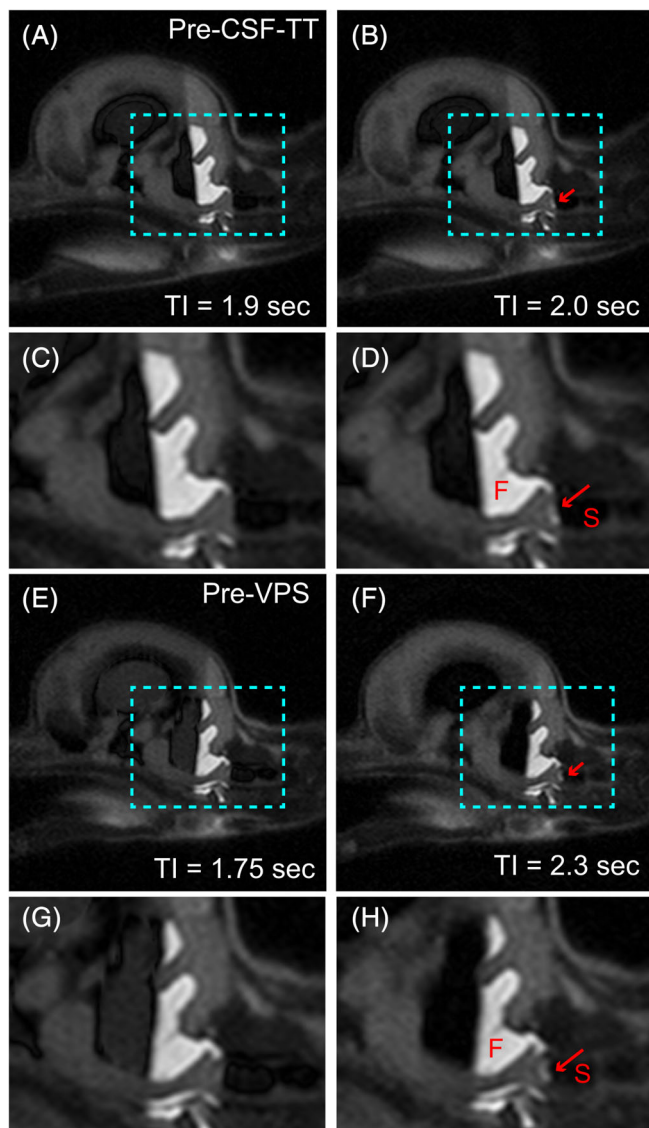 (A) Pre-CSF-TT
(B)
TI = 1.9 sec
TI = 2.0 sec
(C)
(D)
F
S
(E) Pre-VPS
(F)
TI = 1.75 sec
TI = 2.3 sec
(G)
(H)
F
S